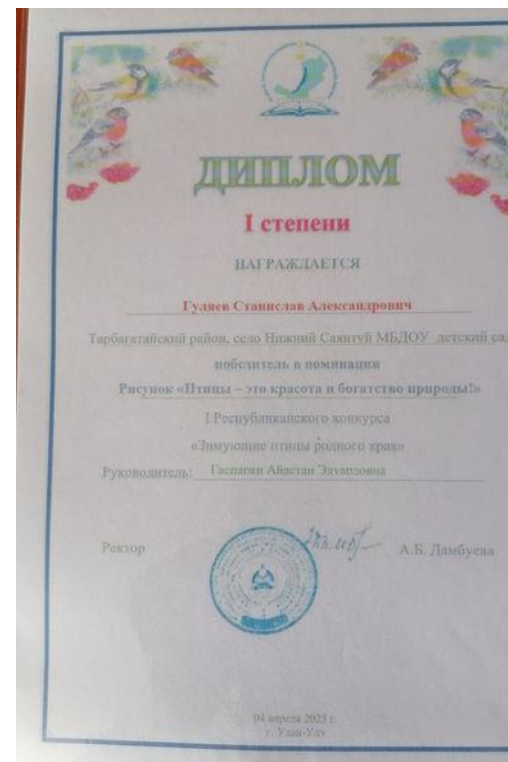 ДИПЛОМ
I степени
НАГРАЖДАЕТСЯ
Гуляев Станислав Александрович
Тарбагатайский район, село Нижний Саянтуй МБДОУ детский сад
победитель в номинации
Рисунок «Птицы – это красота и богатство природы!»
I Республиканского конкурса
«Зимующие птицы родного края»
Руководитель: Гаспарян Айастан Эдуардовна
Ректор А.Б. Дамбуева
04 апреля 2023 г.
г. Улан-Удэ